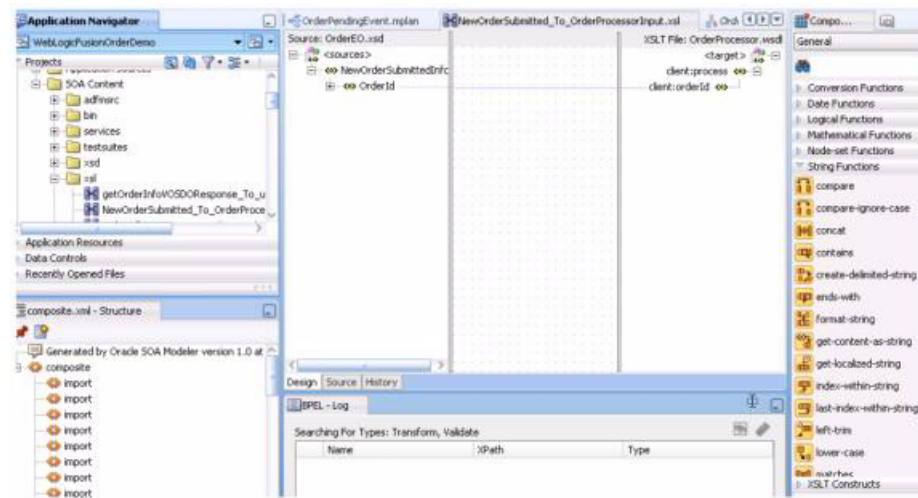 Application Navigator
WebLogicFusionOrderDemo
Projects
Application Sources
SOA Content
adfmsrc
bin
services
testsuites
xsd
xsl
getOrderInfoVOSDOResponse_To_u
NewOrderSubmitted_To_OrderProce
Application Resources
Data Controls
Recently Opened Files
composite.xml - Structure
Generated by Oracle SOA Modeler version 1.0 at
composite
import
import
import
import
import
import
import
OrderPendingEvent.mplan
NewOrderSubmitted_To_OrderProcessorInput.xsl
Ord
Source: OrderEO.xsd
XSLT File: OrderProcessor.wsdl
<sources>
<target>
NewOrderSubmittedInfo
client:process
OrderId
client:orderId
Design Source History
BPEL - Log
Searching For Types: Transform, Validate
Name XPath Type
Compo...
General
Conversion Functions
Date Functions
Logical Functions
Mathematical Functions
Node-set Functions
String Functions
compare
compare-ignore-case
concat
contains
create-delimited-string
ends-with
format-string
get-content-as-string
get-localized-string
index-within-string
last-index-within-string
left-trim
lower-case
matches
XSLT Constructs